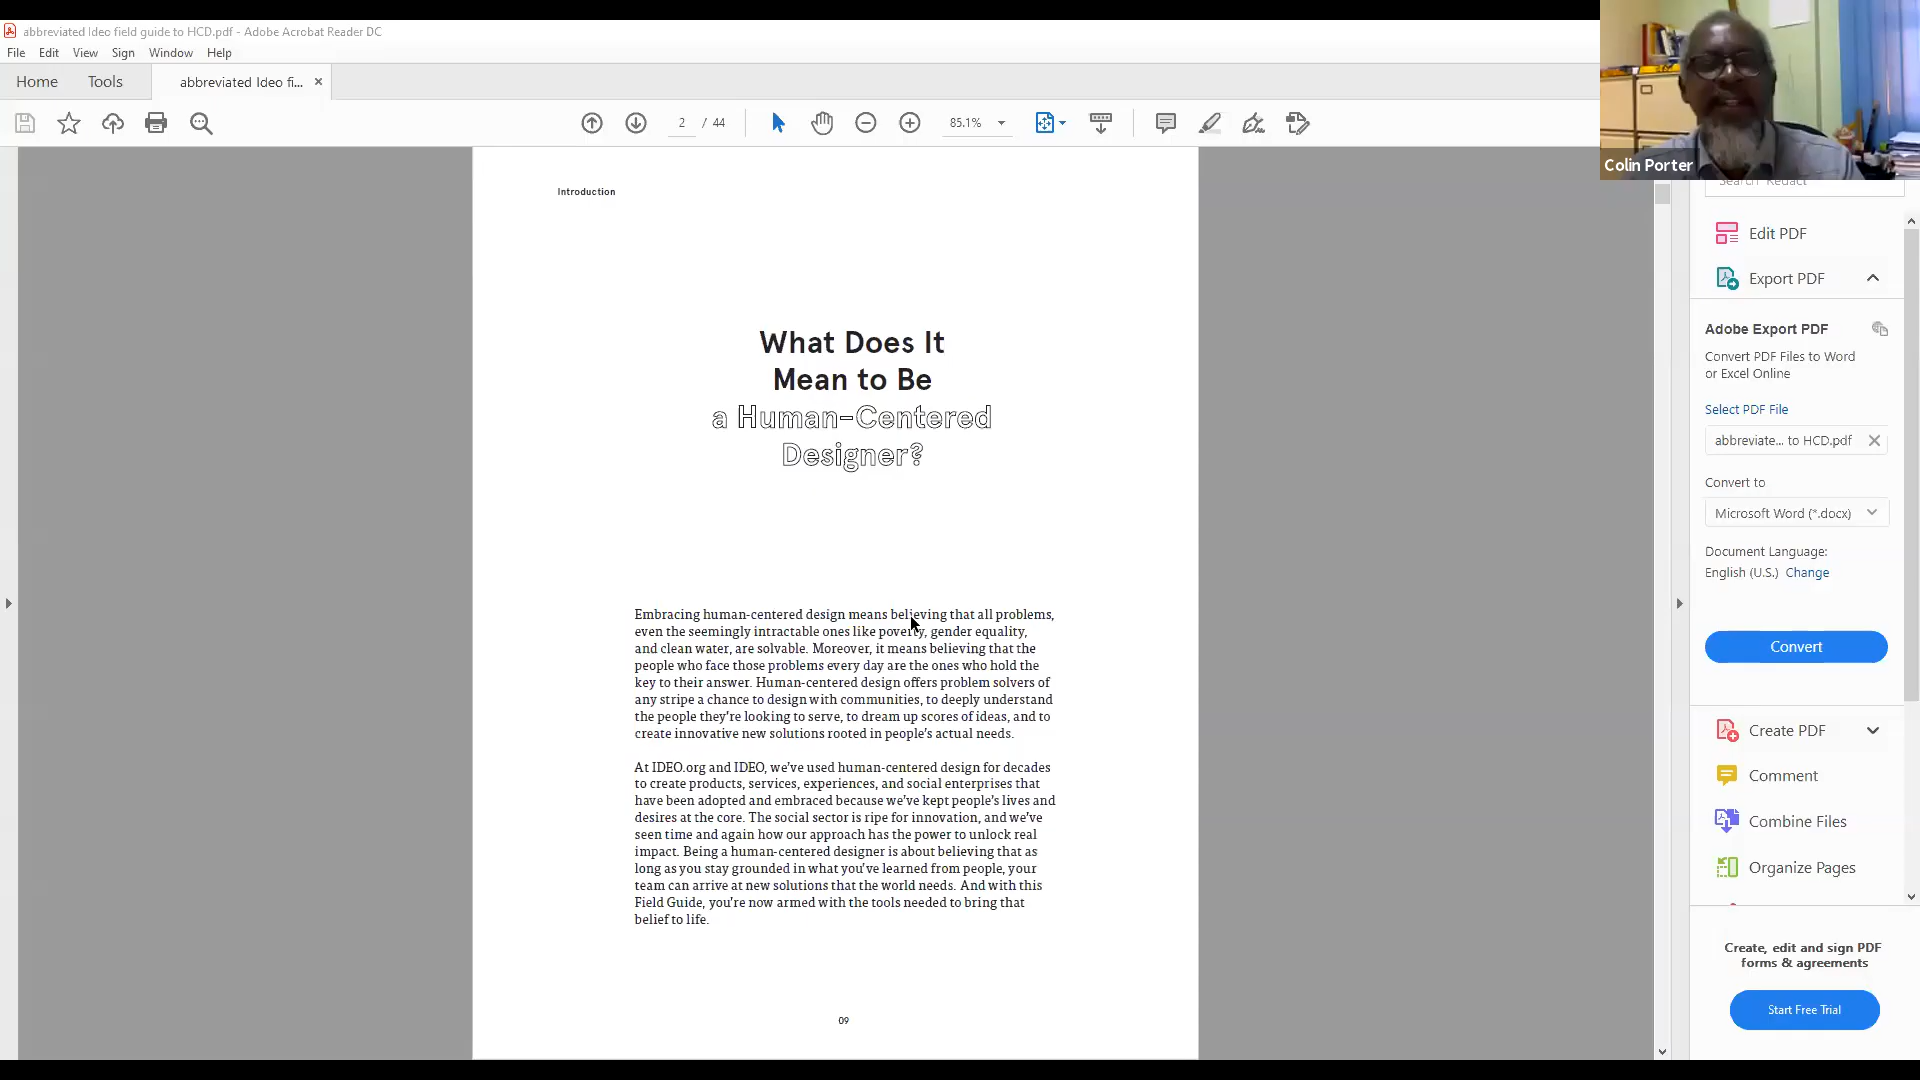 abbreviated Ideo field guide to HCD.pdf - Adobe Acrobat Reader DC
File Edit View Sign Window Help
Home Tools abbreviated Ideo fi... ×
2 / 44 85.1%
Colin Porter
Search 'Redact'
Introduction
What Does It
Mean to Be
a Human-Centered
Designer?
Embracing human-centered design means believing that all problems,
even the seemingly intractable ones like poverty, gender equality,
and clean water, are solvable. Moreover, it means believing that the
people who face those problems every day are the ones who hold the
key to their answer. Human-centered design offers problem solvers of
any stripe a chance to design with communities, to deeply understand
the people they're looking to serve, to dream up scores of ideas, and to
create innovative new solutions rooted in people's actual needs.
At IDEO.org and IDEO, we've used human-centered design for decades
to create products, services, experiences, and social enterprises that
have been adopted and embraced because we've kept people's lives and
desires at the core. The social sector is ripe for innovation, and we've
seen time and again how our approach has the power to unlock real
impact. Being a human-centered designer is about believing that as
long as you stay grounded in what you've learned from people, your
team can arrive at new solutions that the world needs. And with this
Field Guide, you're now armed with the tools needed to bring that
belief to life.
09
Edit PDF
Export PDF
Adobe Export PDF
Convert PDF Files to Word
or Excel Online
Select PDF File
abbreviate... to HCD.pdf
Convert to
Microsoft Word (*.docx)
Document Language:
English (U.S.) Change
Convert
Create PDF
Comment
Combine Files
Organize Pages
Create, edit and sign PDF
forms & agreements
Start Free Trial